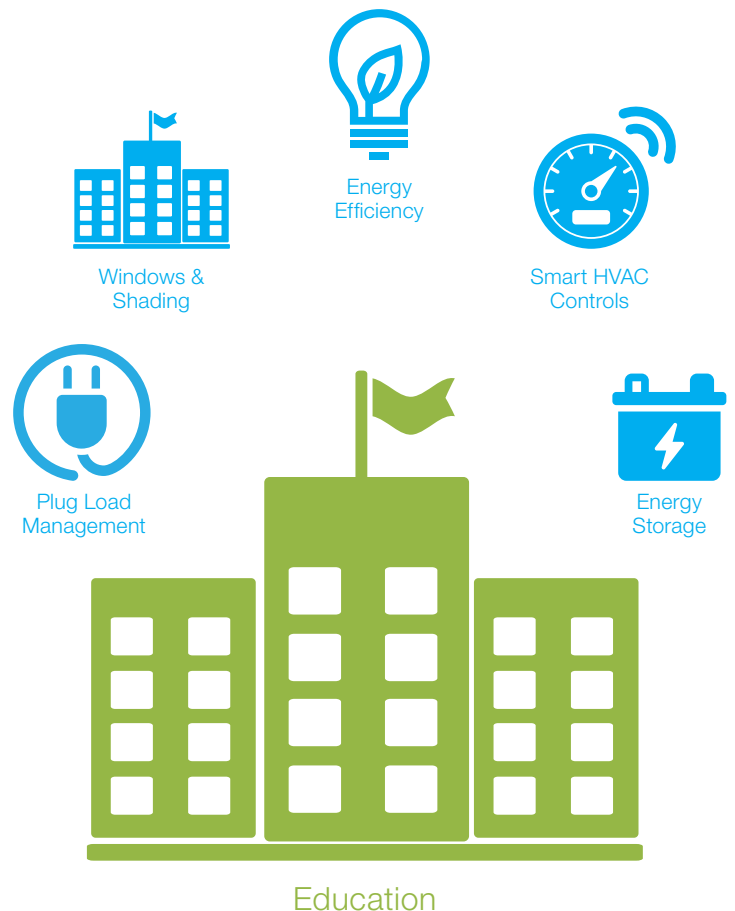 Energy
Efficiency
Windows &
Shading
Smart HVAC
Controls
Plug Load
Management
Energy
Storage
Education